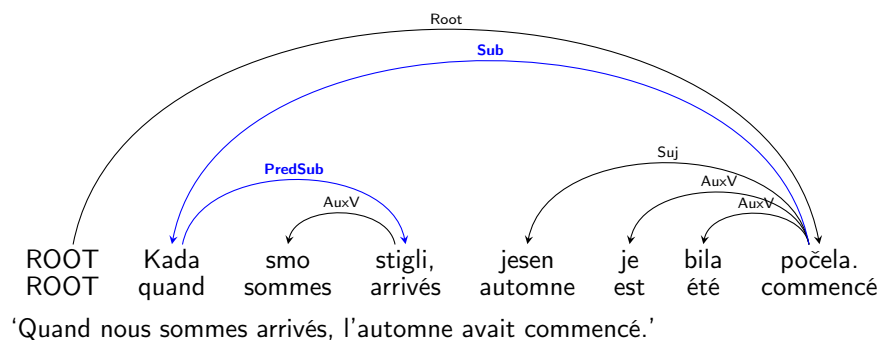 Root
Sub
Suj
PredSub
AuxV
AuxV
AuxV
ROOT Kada smo stigli, jesen je bila počela.
ROOT quand sommes arrivés automne est été commencé
‘Quand nous sommes arrivés, l’automne avait commencé.’